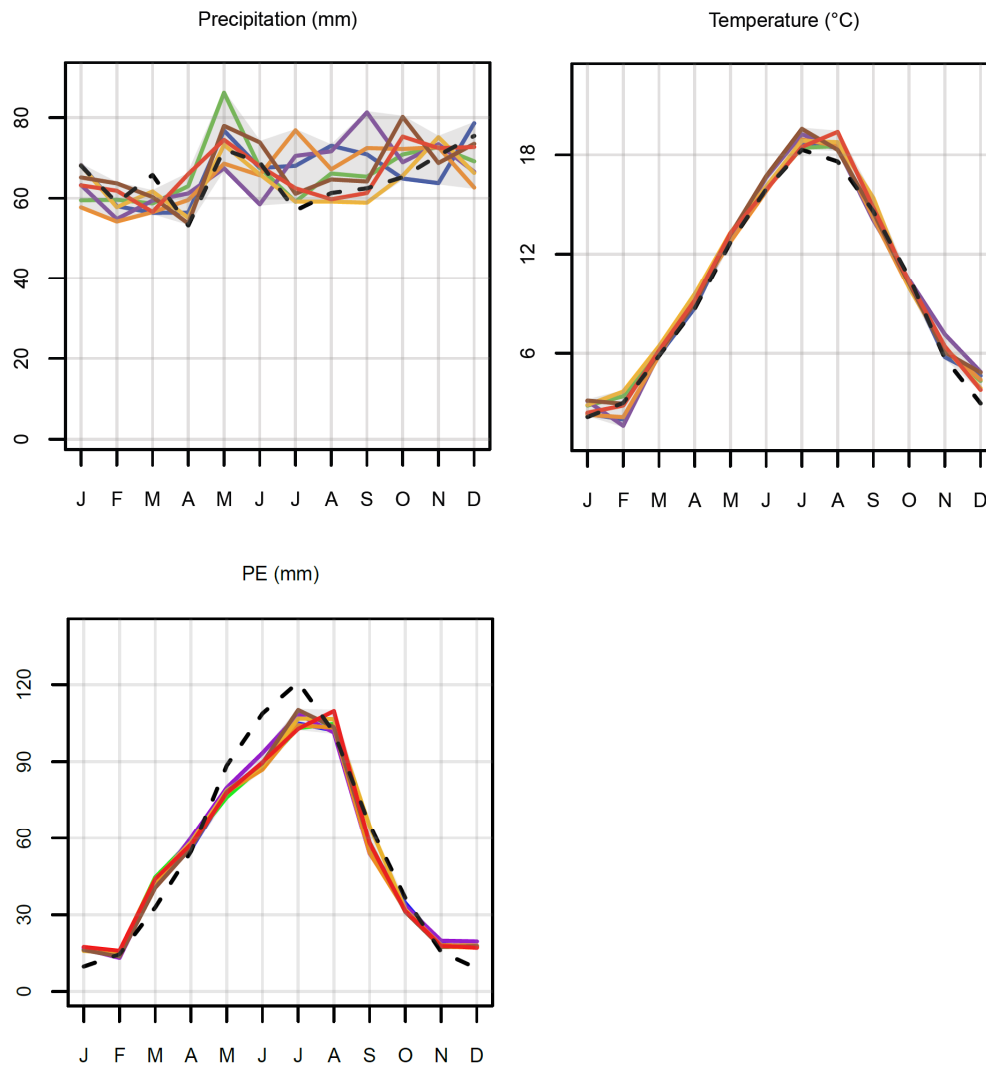 Precipitation (mm)
80
60
40
20
0
J F M A M J J A S O N D
Temperature (°C)
18
12
6
J F M A M J J A S O N D
PE (mm)
120
90
60
30
0
J F M A M J J A S O N D